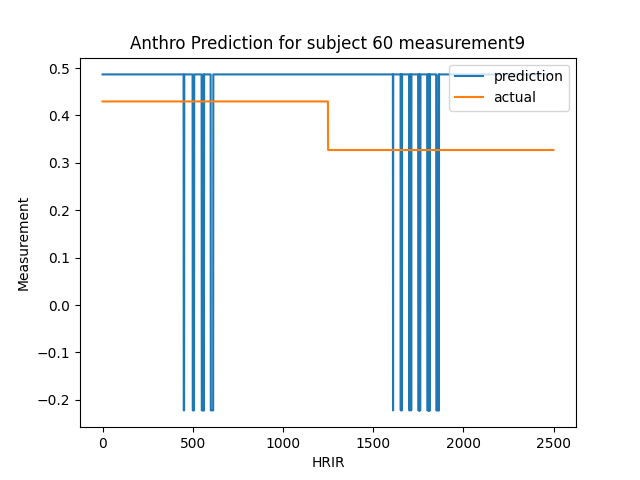 Anthro Prediction for subject 60 measurement9
prediction
actual
0.5
0.4
0.3
0.2
0.1
0.0
−0.1
−0.2
Measurement
0
500
1000
1500
2000
2500
HRIR